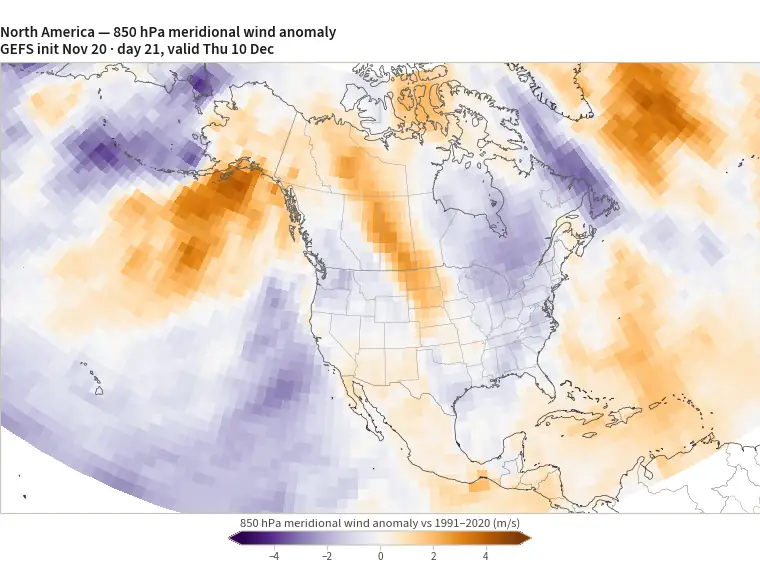 North America — 850 hPa meridional wind anomaly
GEFS init Nov 20 · day 21, valid Thu 10 Dec
850 hPa meridional wind anomaly vs 1991–2020 (m/s)
−4 −2 0 2 4